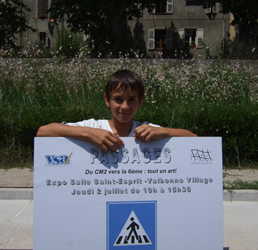 PASSAGES
Du CM2 vers la 6ème : tout un art!
Expo Salle Saint-Esprit -Valbonne Village
Jeudi 2 juillet de 10h à 15h30